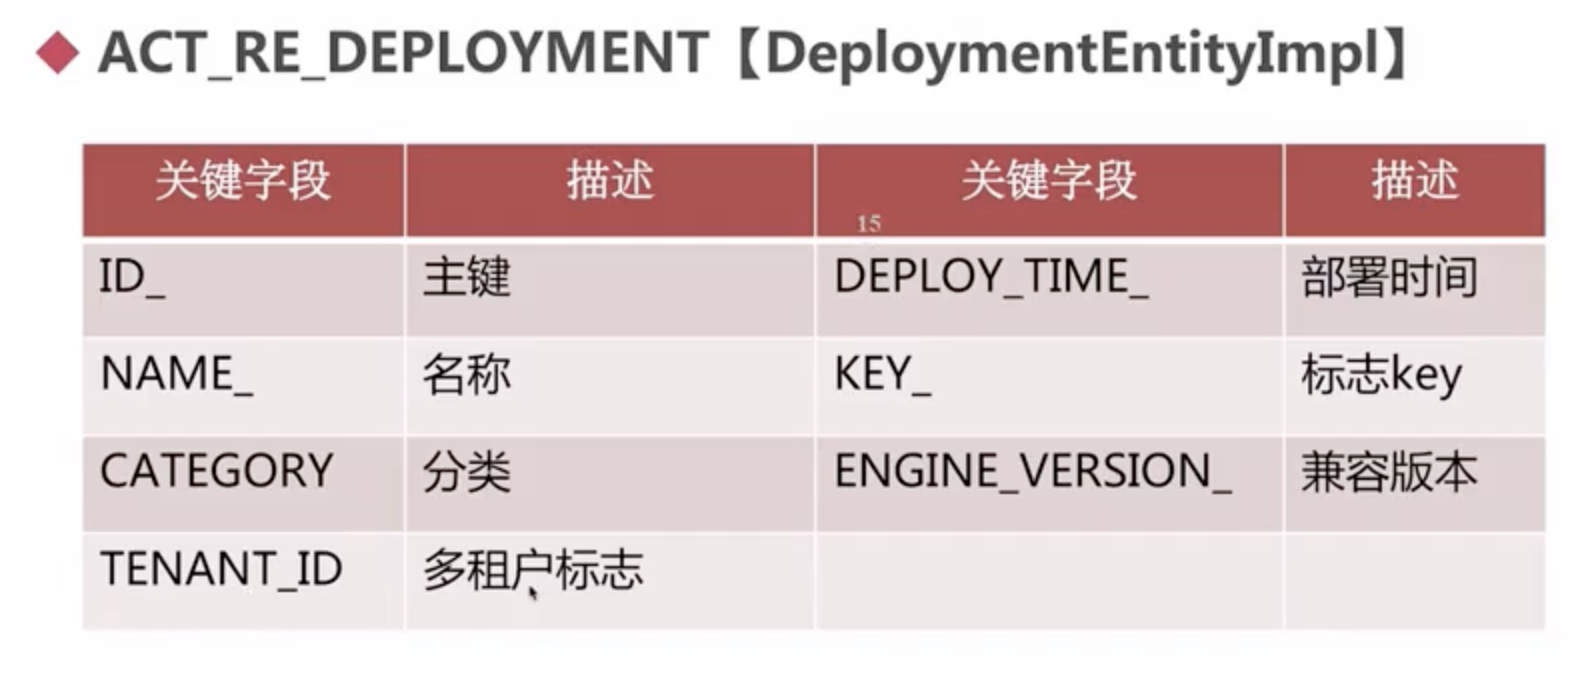 ACT_RE_DEPLOYMENT【DeploymentEntityImpl】
关键字段 描述 关键字段 描述
15
ID_ 主键 DEPLOY_TIME_ 部署时间
NAME_ 名称 KEY_ 标志key
CATEGORY 分类 ENGINE_VERSION_ 兼容版本
TENANT_ID 多租户标志